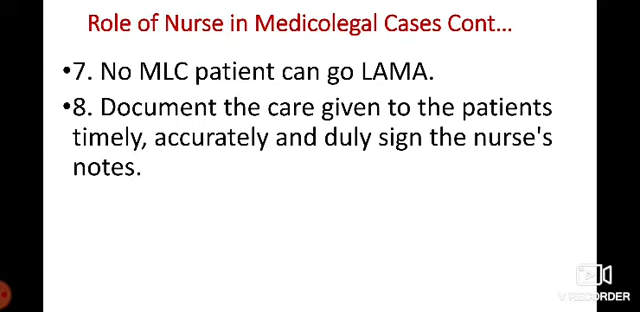 Role of Nurse in Medicolegal Cases Cont...
•7. No MLC patient can go LAMA.
•8. Document the care given to the patients
timely, accurately and duly sign the nurse's
notes.
V RECORDER